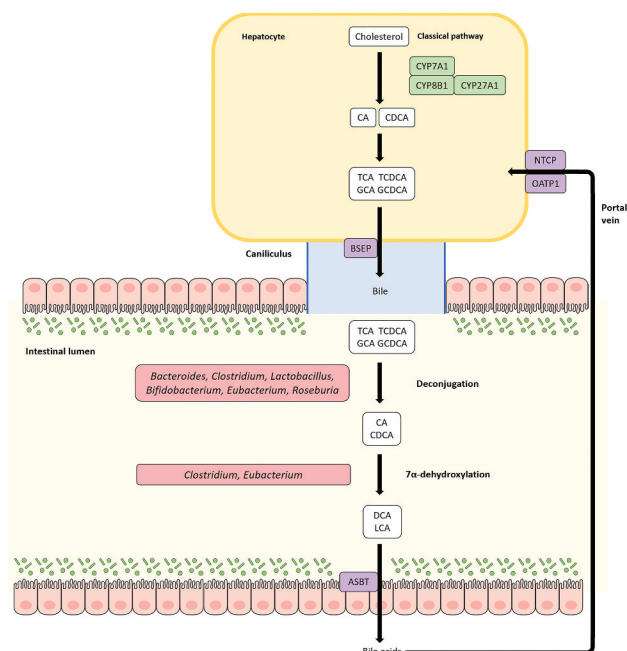 Hepatocyte
Cholesterol
Classical pathway
CYP7A1
CYP8B1
CYP27A1
CA
CDCA
TCA TCDCA
GCA GCDCA
NTCP
OATP1
Portal
vein
BSEP
Caniliculus
Bile
TCA TCDCA
GCA GCDCA
Intestinal lumen
Bacteroides, Clostridium, Lactobacillus,
Bifidobacterium, Eubacterium, Roseburia
Deconjugation
CA
CDCA
Clostridium, Eubacterium
7α-dehydroxylation
DCA
LCA
ASBT
Bile acids